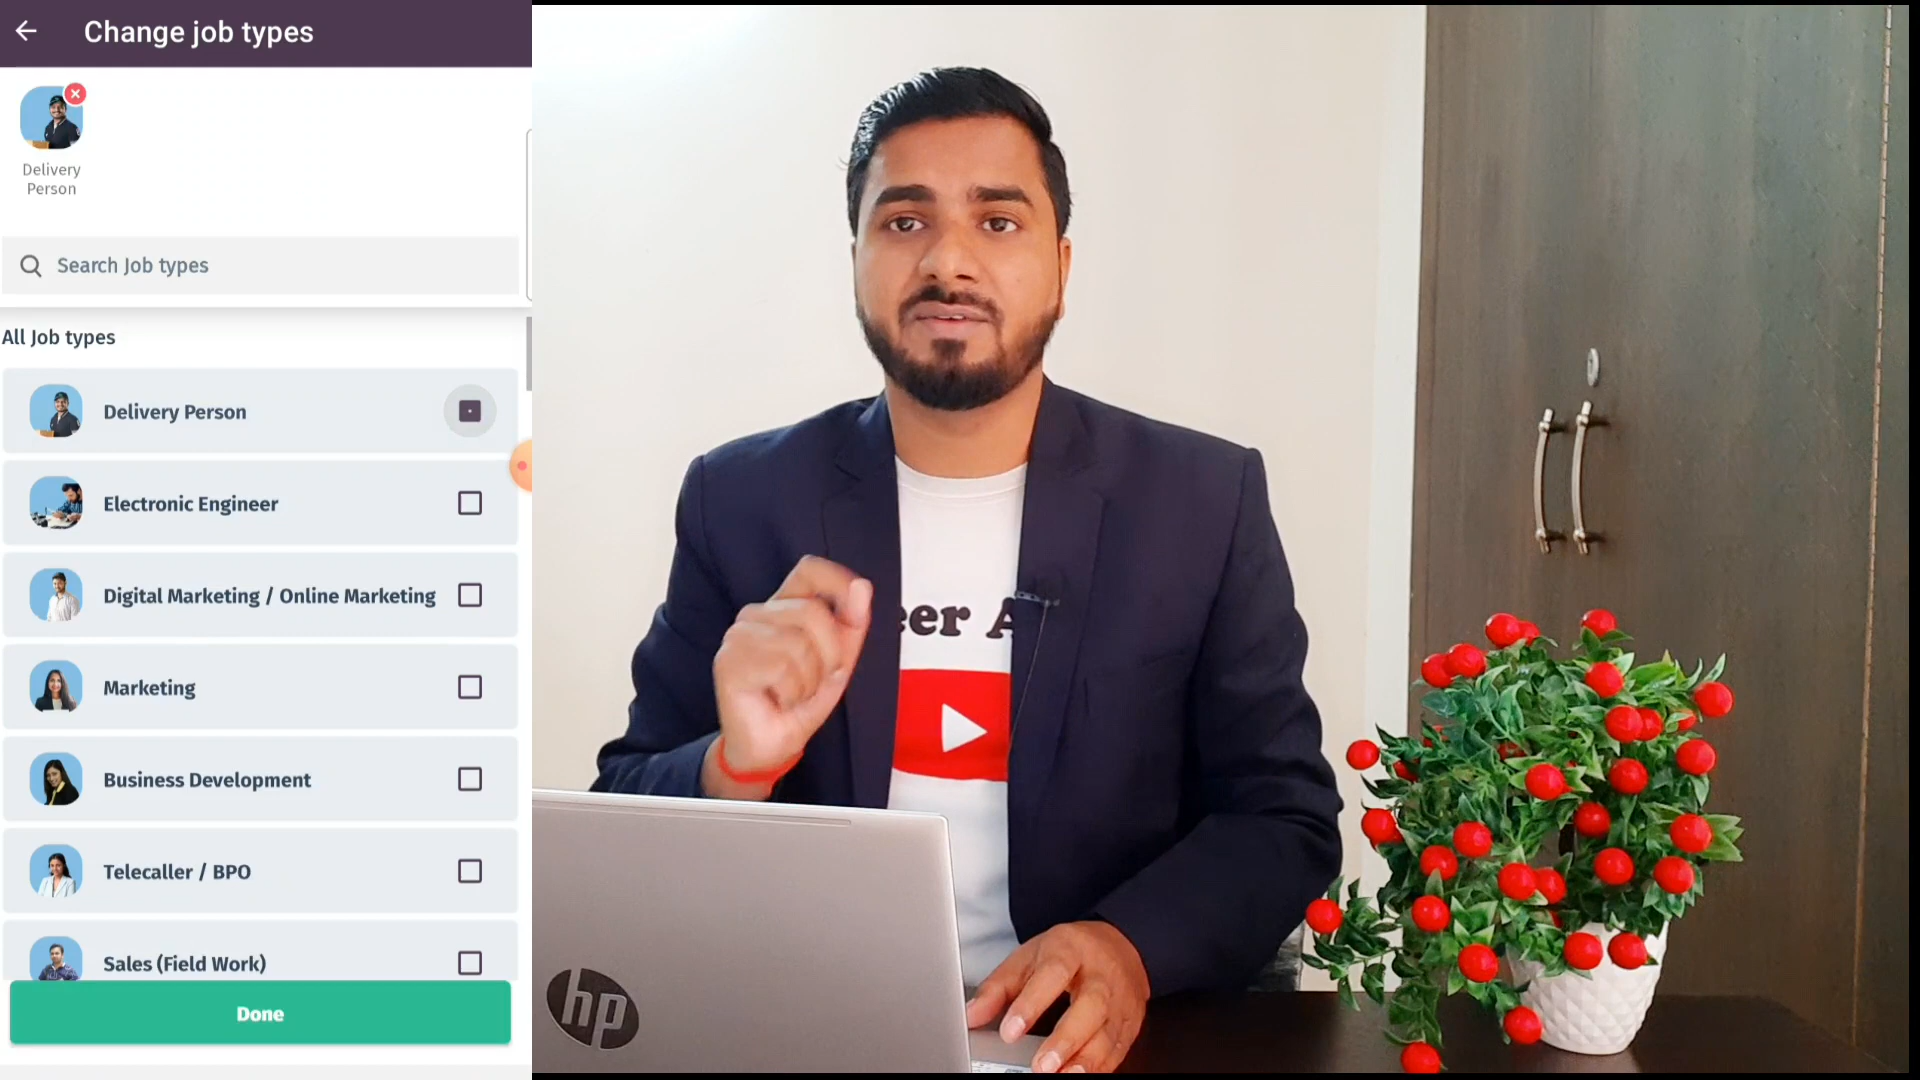 Change job types
Delivery
Person
Search Job types
All Job types
Delivery Person
Electronic Engineer
Digital Marketing / Online Marketing
Marketing
Business Development
Telecaller / BPO
Sales (Field Work)
Done
eer A
hp